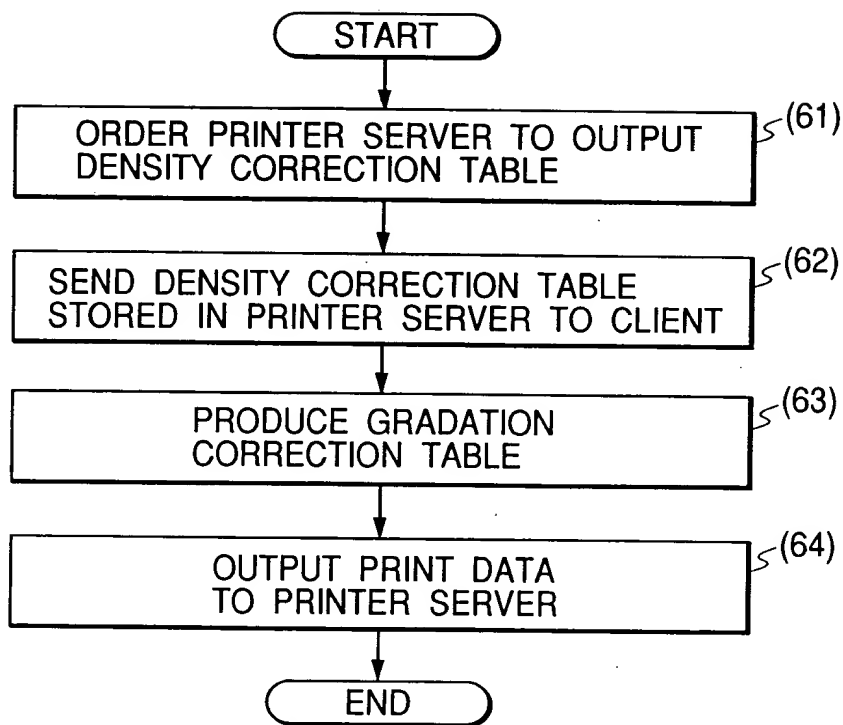 START
ORDER PRINTER SERVER TO OUTPUT
DENSITY CORRECTION TABLE
(61)
SEND DENSITY CORRECTION TABLE
STORED IN PRINTER SERVER TO CLIENT
(62)
PRODUCE GRADATION
CORRECTION TABLE
(63)
OUTPUT PRINT DATA
TO PRINTER SERVER
(64)
END